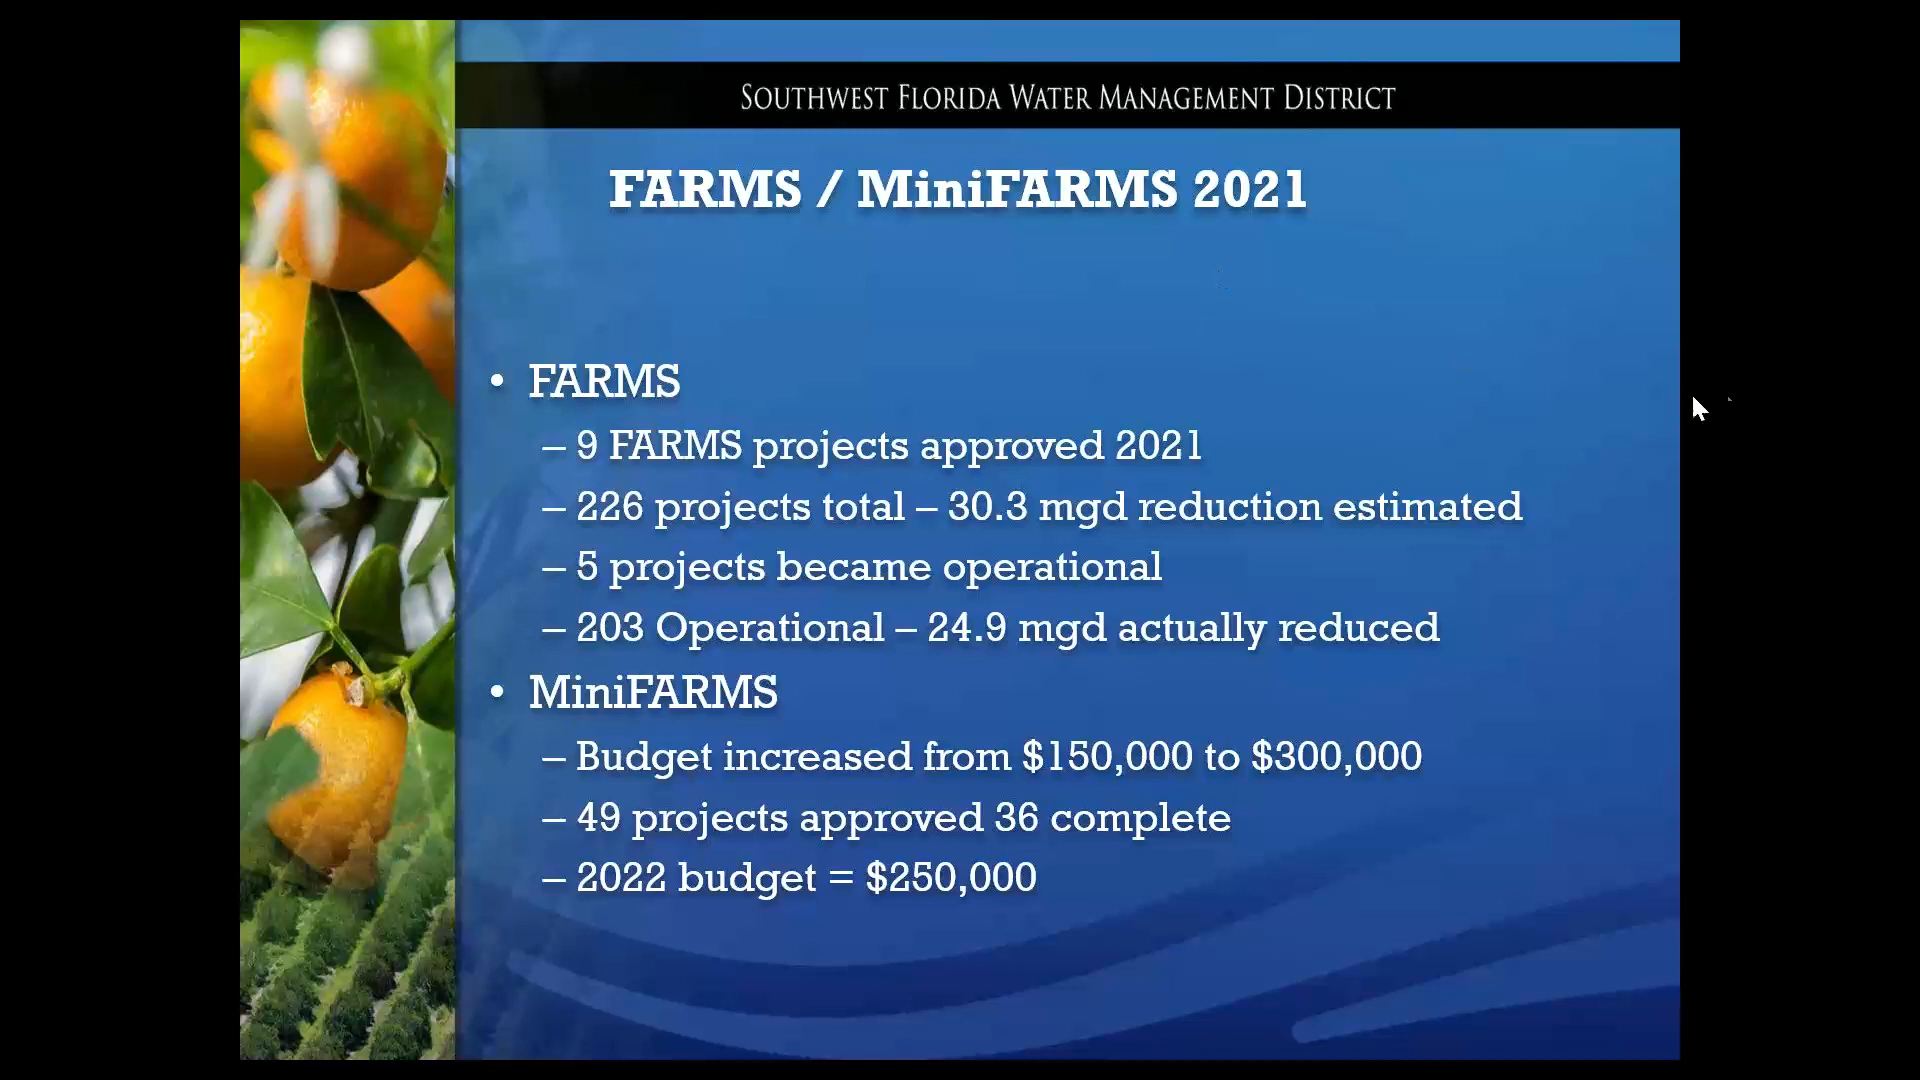 SOUTHWEST FLORIDA WATER MANAGEMENT DISTRICT
FARMS / MiniFARMS 2021
• FARMS
– 9 FARMS projects approved 2021
– 226 projects total – 30.3 mgd reduction estimated
– 5 projects became operational
– 203 Operational – 24.9 mgd actually reduced
• MiniFARMS
– Budget increased from $150,000 to $300,000
– 49 projects approved 36 complete
– 2022 budget = $250,000